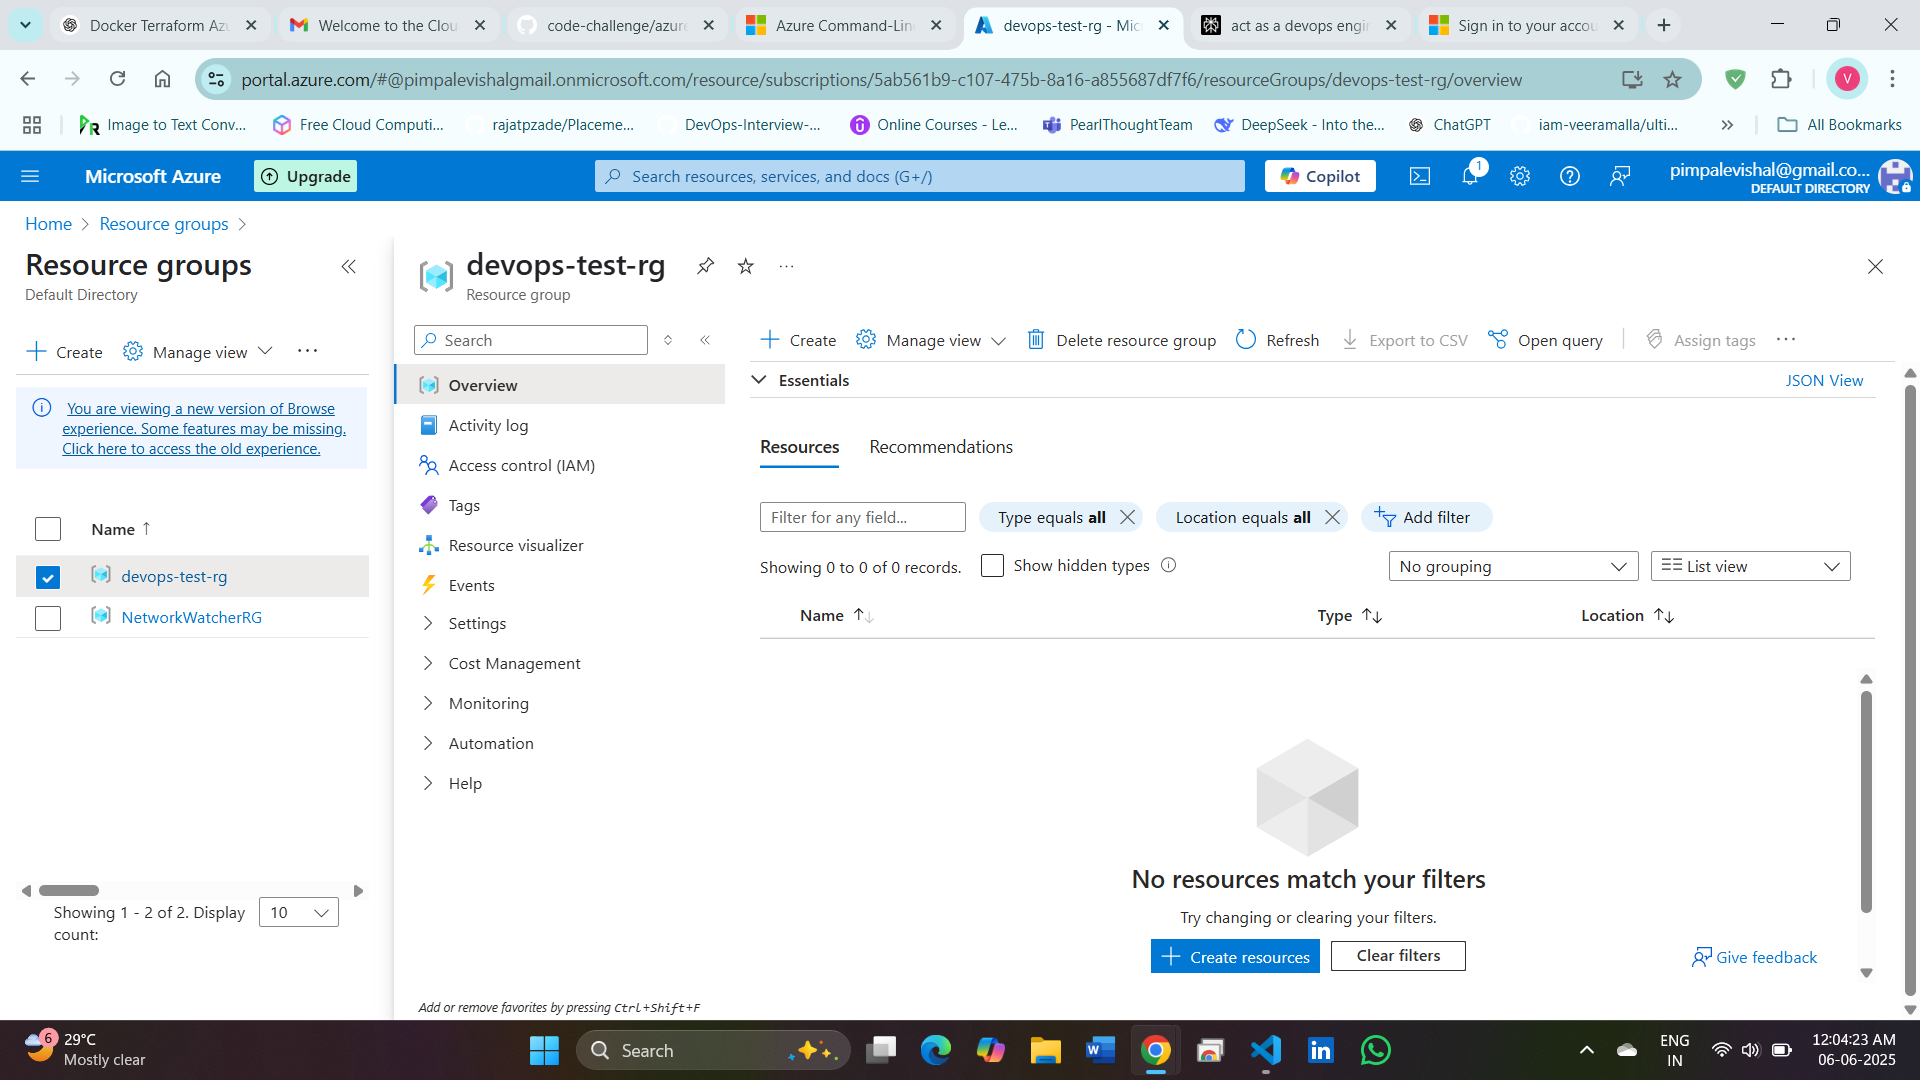 Docker Terraform Az
Welcome to the Clou
code-challenge/azure
Azure Command-Lin
devops-test-rg - Mic
act as a devops engin
Sign in to your accou
portal.azure.com/#@pimpalevishalgmail.onmicrosoft.com/resource/subscriptions/5ab561b9-c107-475b-8a16-a855687df7f6/resourceGroups/devops-test-rg/overview
V
Image to Text Conv...
Free Cloud Computi...
rajatpzade/Placeme...
DevOps-Interview-...
Online Courses - Le...
PearlThoughtTeam
DeepSeek - Into the...
ChatGPT
iam-veeramalla/ulti...
All Bookmarks
Microsoft Azure
Upgrade
Search resources, services, and docs (G+/)
Copilot
1
pimpalevishal@gmail.co...
DEFAULT DIRECTORY
Home
Resource groups
Resource groups
Default Directory
Create
Manage view
You are viewing a new version of Browse
experience. Some features may be missing.
Click here to access the old experience.
Name
devops-test-rg
NetworkWatcherRG
Showing 1 - 2 of 2. Display
count:
10
devops-test-rg
Resource group
Search
Overview
Activity log
Access control (IAM)
Tags
Resource visualizer
Events
Settings
Cost Management
Monitoring
Automation
Help
Add or remove favorites by pressing Ctrl+Shift+F
Create
Manage view
Delete resource group
Refresh
Export to CSV
Open query
Assign tags
Essentials
JSON View
Resources
Recommendations
Filter for any field...
Type equals all
Location equals all
Add filter
Showing 0 to 0 of 0 records.
Show hidden types
No grouping
List view
Name
Type
Location
No resources match your filters
Try changing or clearing your filters.
Create resources
Clear filters
Give feedback
6
29°C
Mostly clear
Search
ENG
IN
12:04:23 AM
06-06-2025